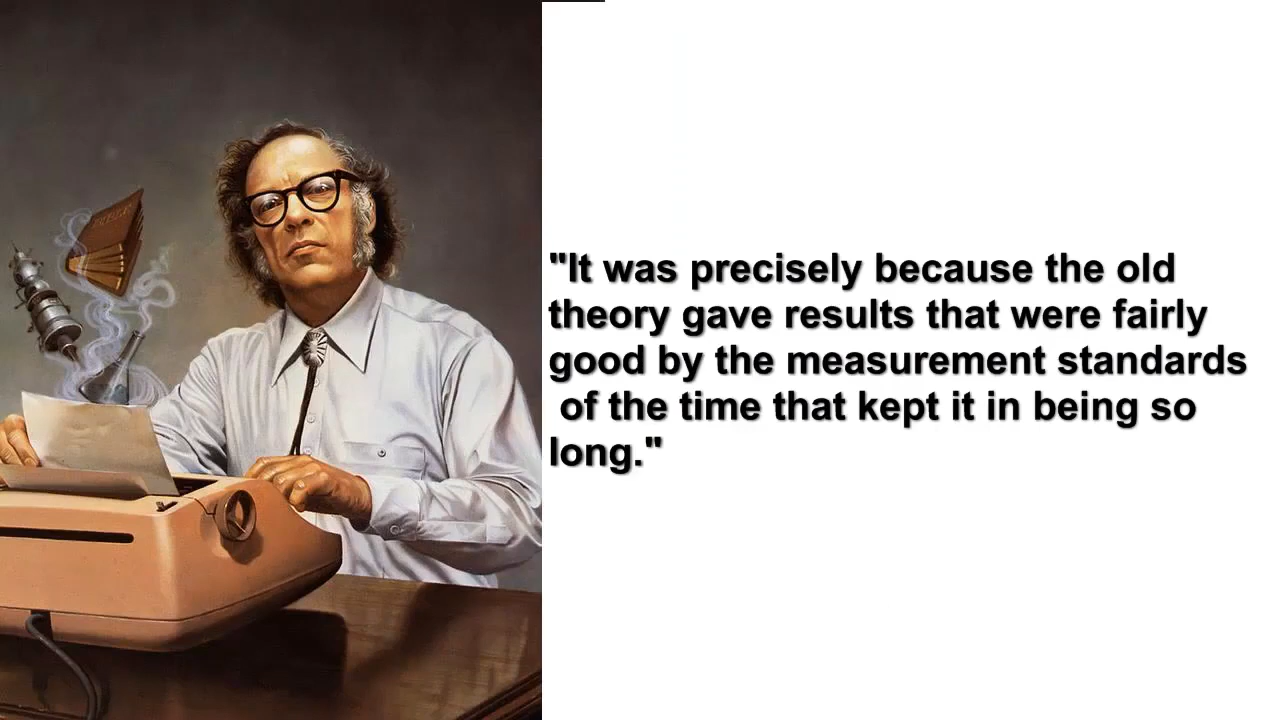 "It was precisely because the old
theory gave results that were fairly
good by the measurement standards
of the time that kept it in being so
long."